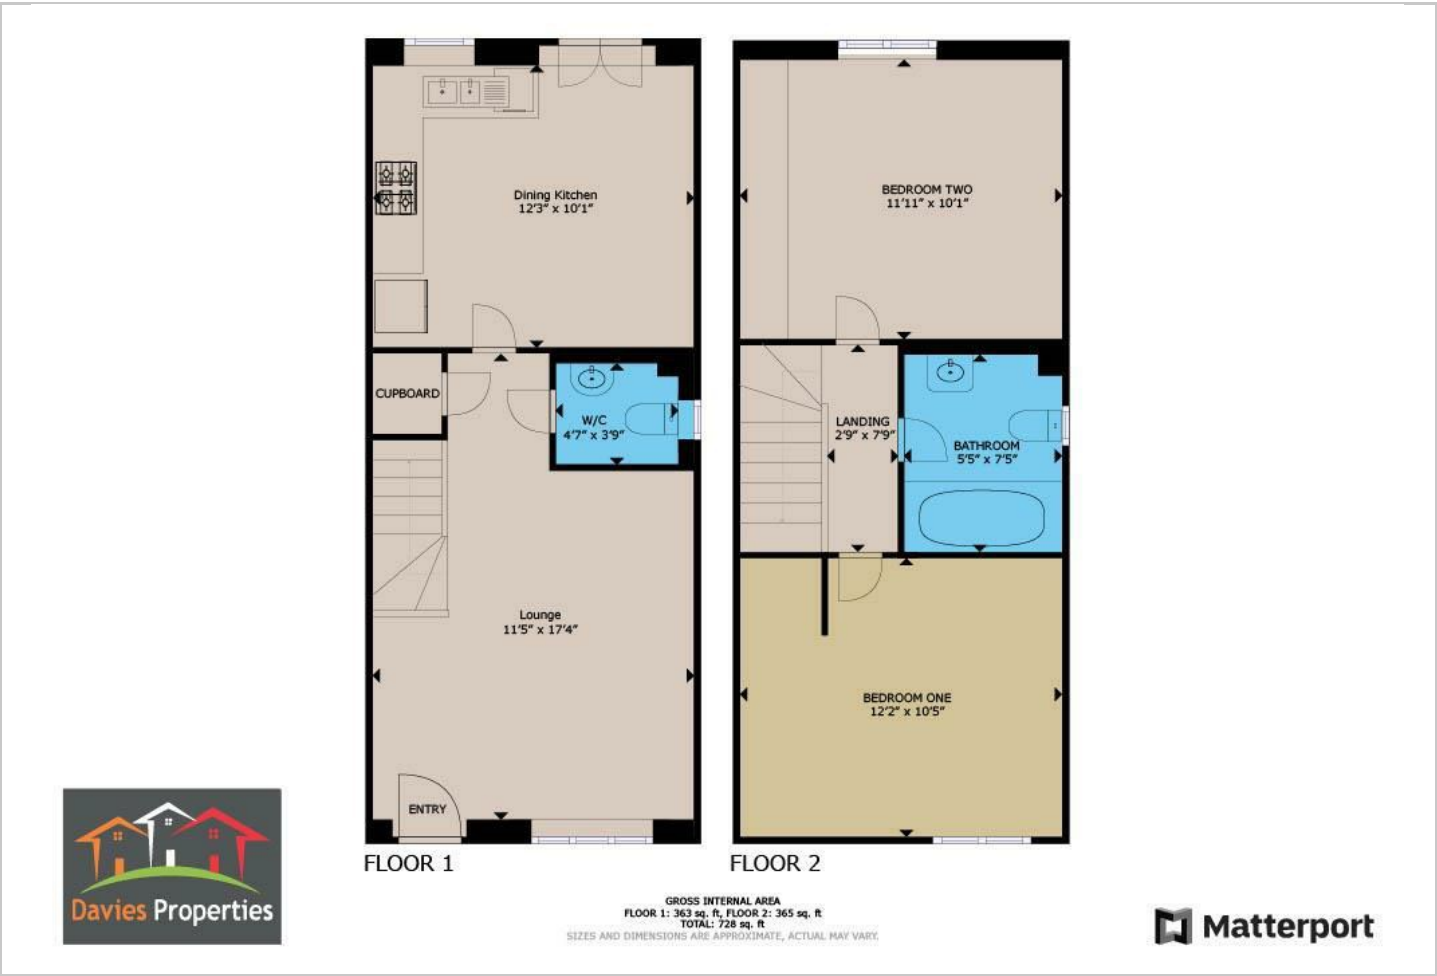 Dining Kitchen
12'3" x 10'1"
CUPBOARD
W/C
4'7" x 3'9"
Lounge
11'5" x 17'4"
ENTRY
FLOOR 1
BEDROOM TWO
11'11" x 10'1"
LANDING
2'9" x 7'9"
BATHROOM
5'5" x 7'5"
BEDROOM ONE
12'2" x 10'5"
FLOOR 2
Davies Properties
GROSS INTERNAL AREA
FLOOR 1: 363 sq. ft, FLOOR 2: 365 sq. ft
TOTAL: 728 sq. ft
SIZES AND DIMENSIONS ARE APPROXIMATE, ACTUAL MAY VARY.
Matterport